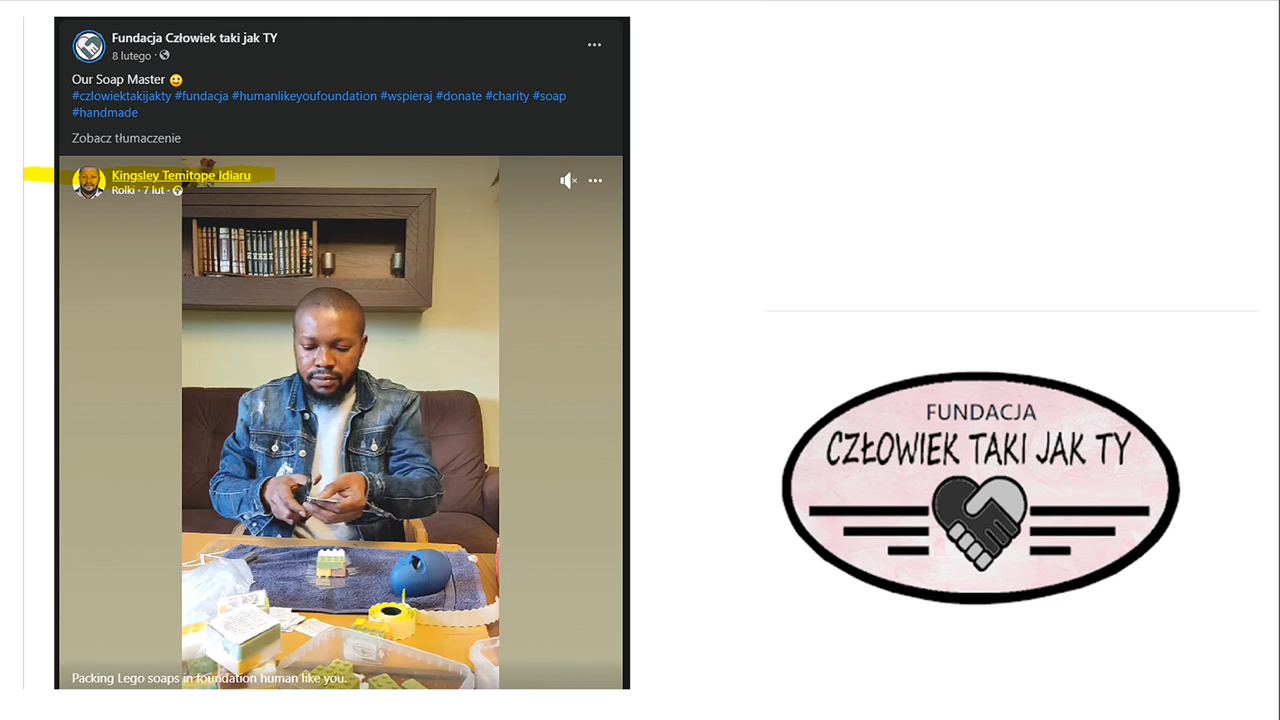 Fundacja Człowiek taki jak TY
8 lutego ·
Our Soap Master 😀
#czlowiektakijakty #fundacja #humanlikeyoufoundation #wspieraj #donate #charity #soap
#handmade
Zobacz tłumaczenie
Kingsley Temitope Idiaru
Rolki · 7 lut ·
Packing Lego soaps in foundation human like you.
FUNDACJA
CZŁOWIEK TAKI JAK TY